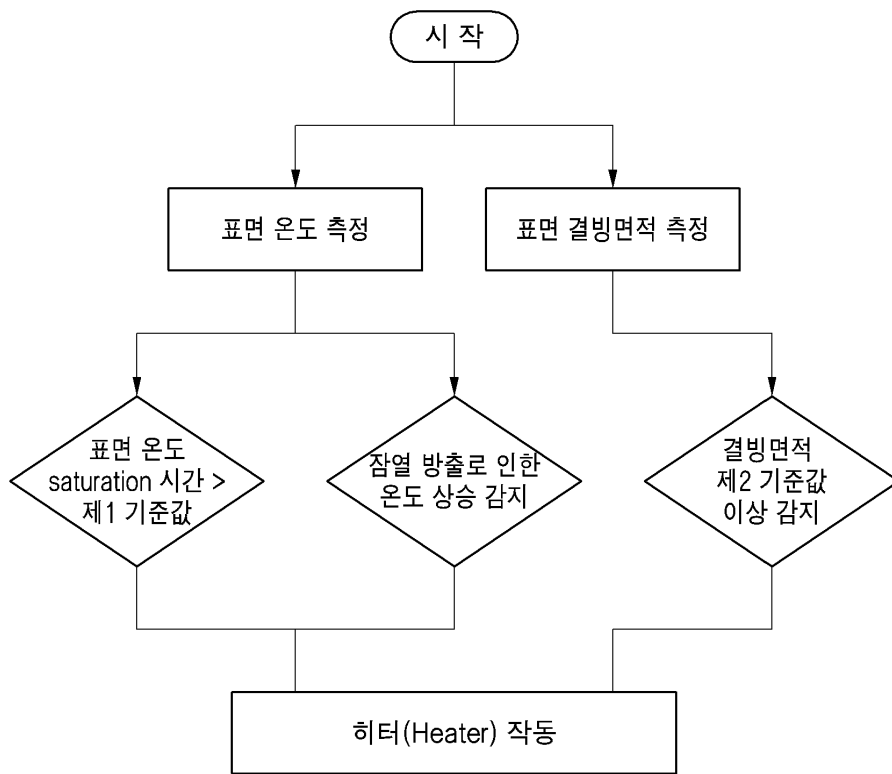 시 작
표면 온도 측정
표면 결빙면적 측정
표면 온도
saturation 시간 >
제1 기준값
잠열 방출로 인한
온도 상승 감지
결빙면적
제2 기준값
이상 감지
히터(Heater) 작동